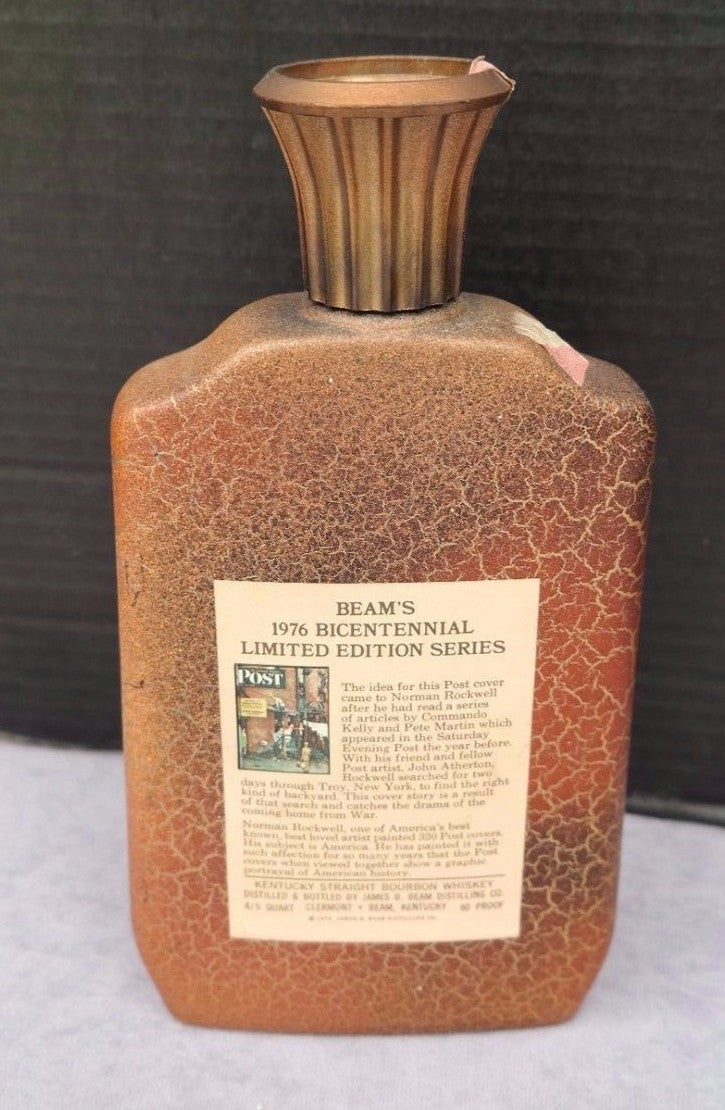 BEAM'S
1976 BICENTENNIAL
LIMITED EDITION SERIES
POST
The idea for this Post cover
came to Norman Rockwell
after he had read a series
of articles by Commando
Kelly and Pete Martin which
appeared in the Saturday
Evening Post the year before.
With his friend and fellow
Post artist, John Atherton,
Rockwell searched for two
days through Troy, New York, to find the right
kind of backyard. This cover story is a result
of that search and catches the drama of the
coming home from War.
Norman Rockwell, one of America's best
known, best loved artist painted 320 Post covers.
His subject is America. He has painted it with
such affection for so many years that the Post
covers when viewed together show a graphic
portrayal of American history.
KENTUCKY STRAIGHT BOURBON WHISKEY
DISTILLED & BOTTLED BY JAMES B. BEAM DISTILLING CO.
4/5 QUART CLERMONT • BEAM, KENTUCKY 80 PROOF
JAMES B. BEAM DISTILLING CO.